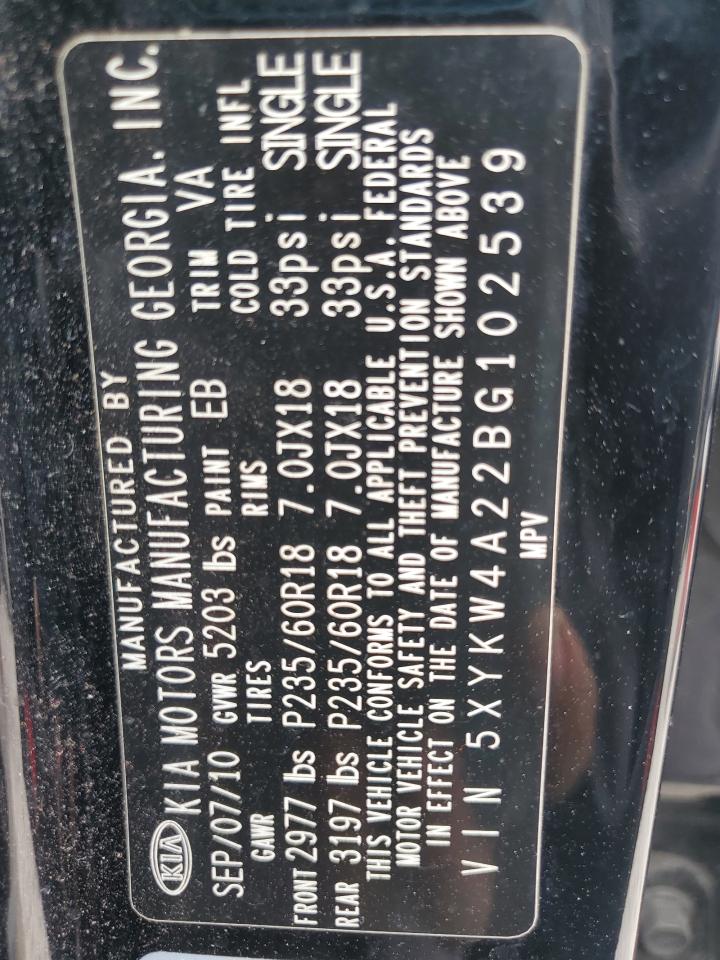 MANUFACTURED BY
KIA KIA MOTORS MANUFACTURING GEORGIA. INC.
SEP/07/10 GVWR 5203 lbs PAINT EB TRIM VA
GAWR TIRES RIMS COLD TIRE INFL
FRONT 2977 lbs P235/60R18 7.0JX18 33psi SINGLE
REAR 3197 lbs P235/60R18 7.0JX18 33psi SINGLE
THIS VEHICLE CONFORMS TO ALL APPLICABLE U.S.A. FEDERAL
MOTOR VEHICLE SAFETY AND THEFT PREVENTION STANDARDS
IN EFFECT ON THE DATE OF MANUFACTURE SHOWN ABOVE
VIN 5XYKW4A22BG102539
MPV